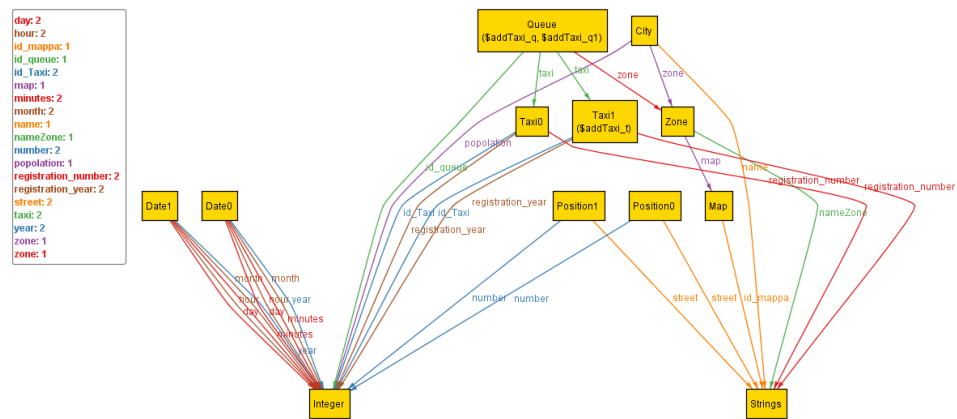 day: 2
hour: 2
id_mappa: 1
id_queue: 1
id_Taxi: 2
map: 1
minutes: 2
month: 2
name: 1
nameZone: 1
number: 2
popolation: 1
registration_number: 2
registration_year: 2
street: 2
taxi: 2
year: 2
zone: 1
zone: 1
Queue
($addTaxi_q, $addTaxi_q1)
City
taxi
taxi
zone
zone
Taxi0
Taxi1
($addTaxi_t)
Zone
popolation
map
name
id_queue
registration_number
registration_number
Date1
Date0
Position1
Position0
Map
registration_year
id_Taxi
id_Taxi
nameZone
registration_year
month
month
hour
hour
year
number
number
street
street
id_mappa
day
day
minutes
minutes
year
Integer
Strings